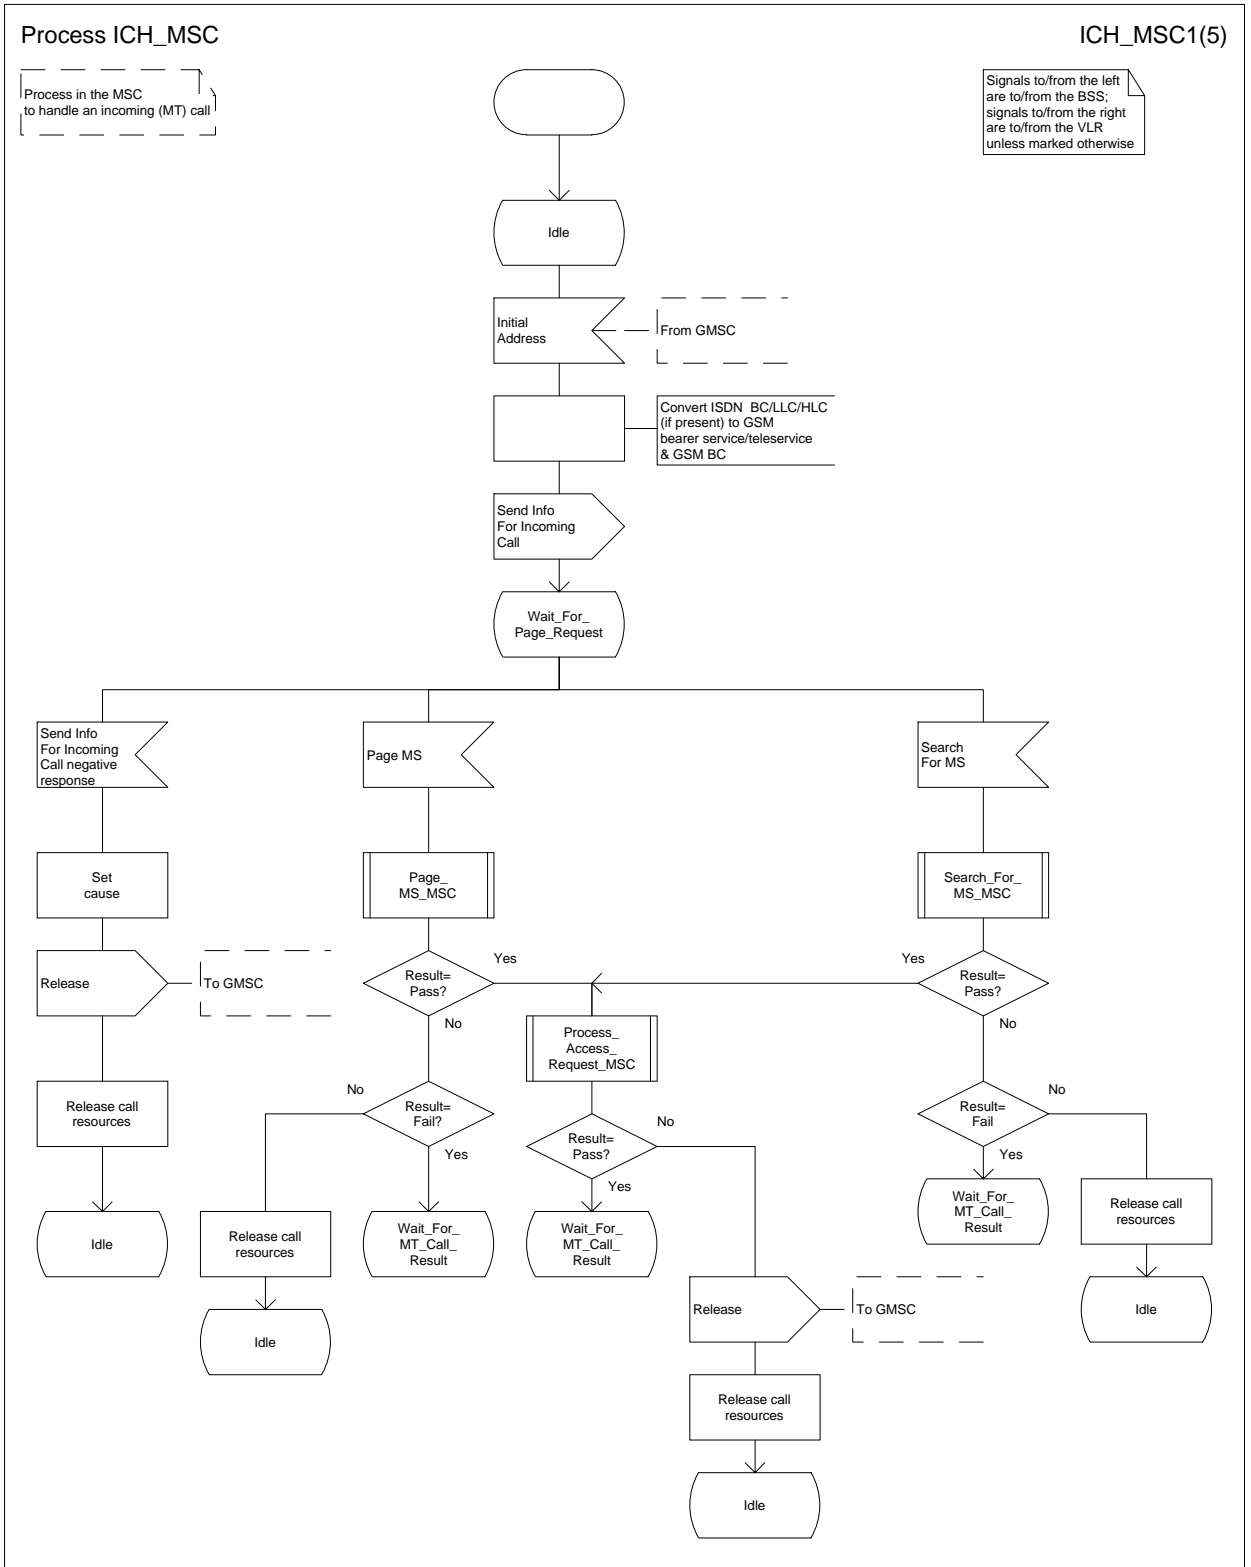 Process ICH_MSC
ICH_MSC1(5)
Process in the MSC
to handle an incoming (MT) call
Signals to/from the left
are to/from the BSS;
signals to/from the right
are to/from the VLR
unless marked otherwise
Idle
Initial
Address
From GMSC
Convert ISDN BC/LLC/HLC
(if present) to GSM
bearer service/teleservice
& GSM BC
Send Info
For Incoming
Call
Wait_For_
Page_Request
Send Info
For Incoming
Call negative
response
Page MS
Search
For MS
Set
cause
Page_
MS_MSC
Search_For_
MS_MSC
Release
To GMSC
Result=
Pass?
Yes
No
Yes
Result=
Pass?
No
Process_
Access_
Request_MSC
Release call
resources
No
Result=
Fail?
Yes
Result=
Pass?
No
Yes
Result=
Fail
No
Yes
Idle
Release call
resources
Wait_For_
MT_Call_
Result
Wait_For_
MT_Call_
Result
Wait_For_
MT_Call_
Result
Release call
resources
Idle
Release
To GMSC
Idle
Release call
resources
Idle